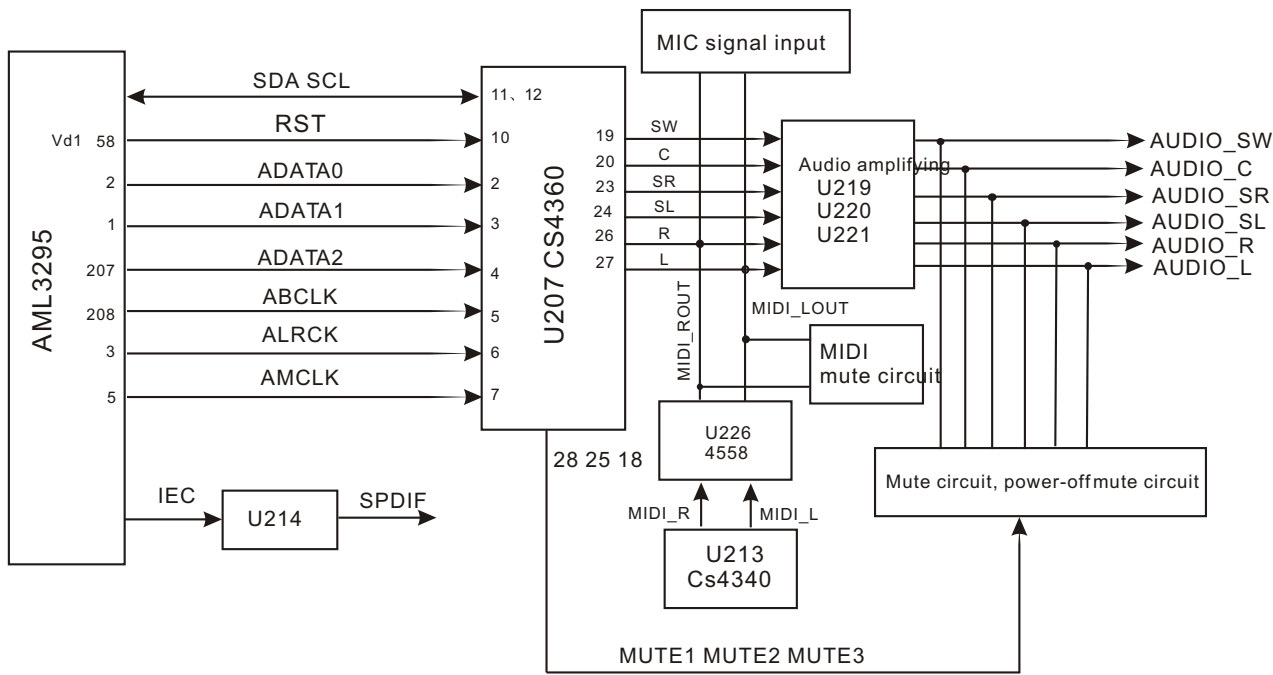 MIC signal input
SDA SCL
11、12
Vd1 58
RST
10
19
SW
AUDIO_SW
2
ADATA0
2
20
C
Audio amplifying
AUDIO_C
1
ADATA1
3
23
SR
U219
AUDIO_SR
24
SL
U220
AUDIO_SL
26
R
U221
AUDIO_R
207
ADATA2
4
27
L
AUDIO_L
AML3295
U207 CS4360
208
ABCLK
5
MIDI_ROUT
MIDI_LOUT
3
ALRCK
6
MIDI
mute circuit
5
AMCLK
7
U226
4558
28 25 18
Mute circuit, power-off mute circuit
IEC
U214
SPDIF
MIDI_R
MIDI_L
U213
Cs4340
MUTE1 MUTE2 MUTE3